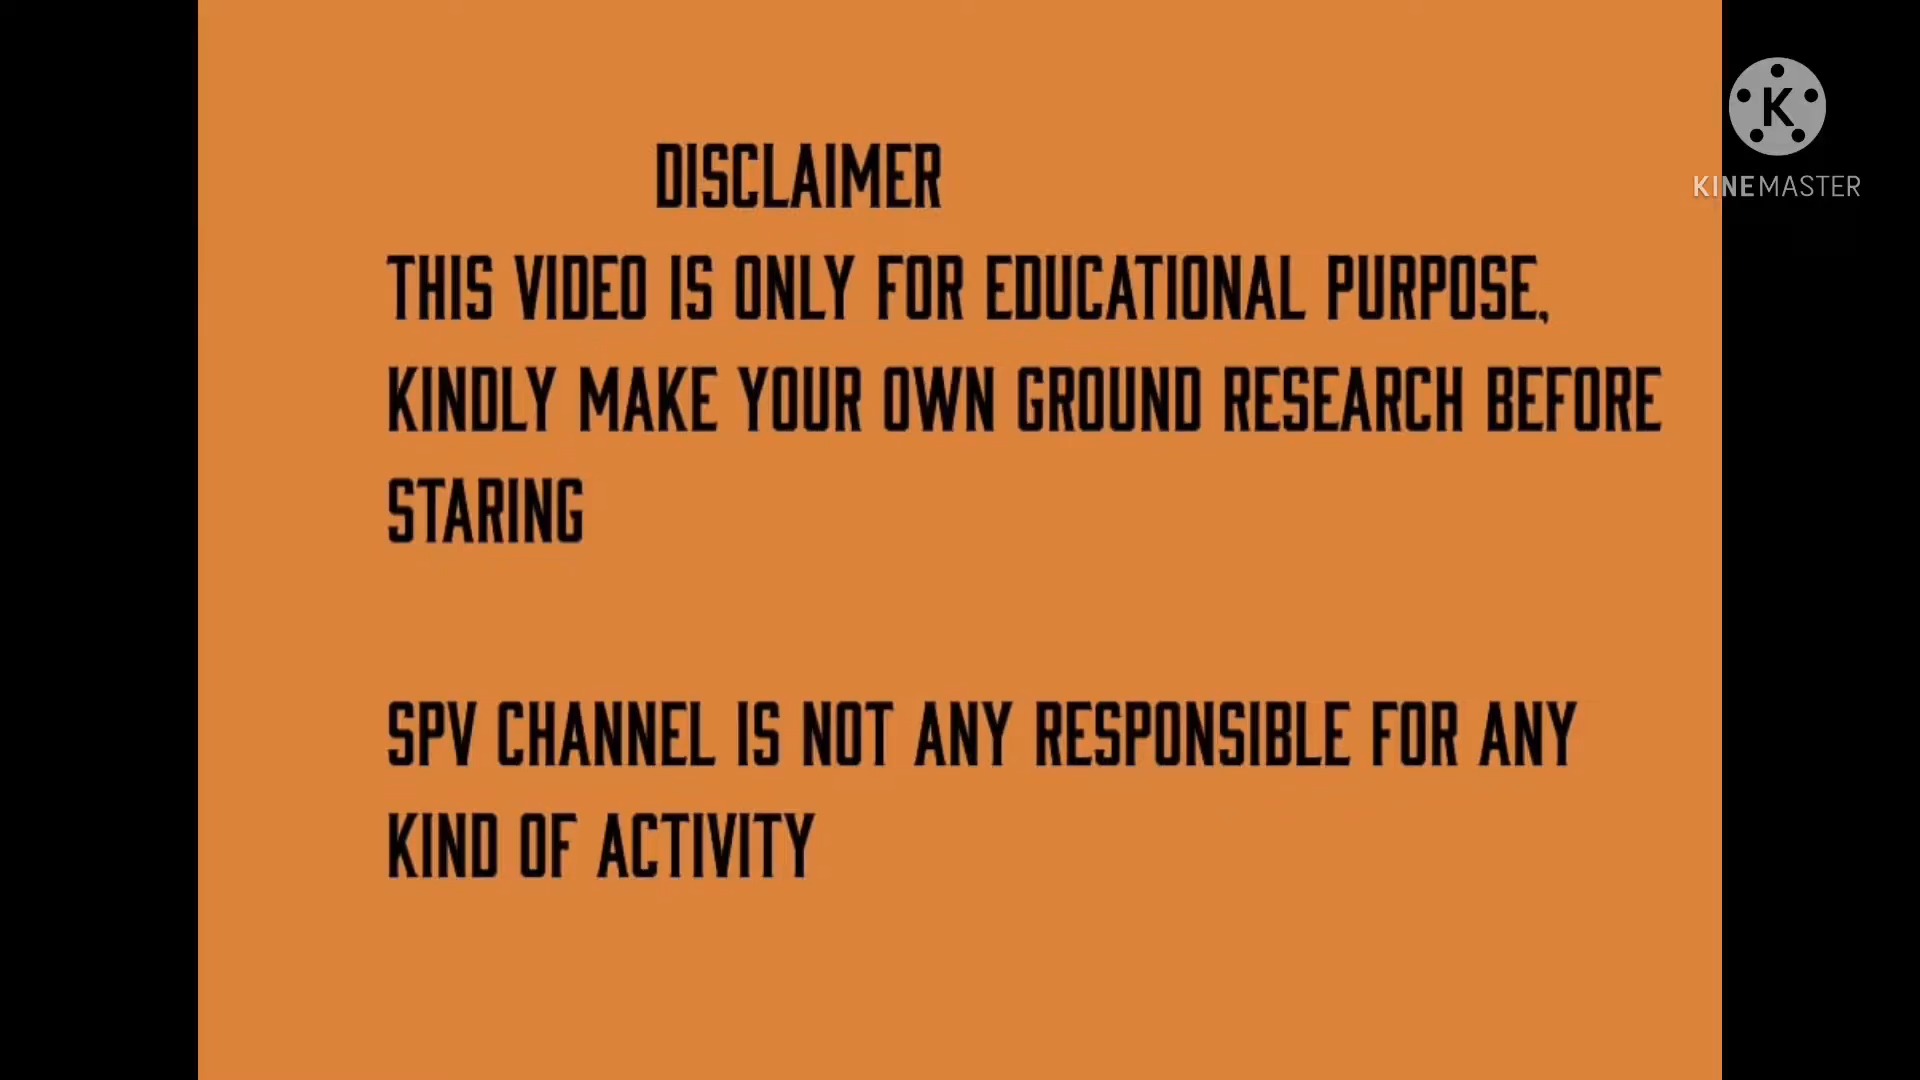 DISCLAIMER
THIS VIDEO IS ONLY FOR EDUCATIONAL PURPOSE,
KINDLY MAKE YOUR OWN GROUND RESEARCH BEFORE
STARING
SPV CHANNEL IS NOT ANY RESPONSIBLE FOR ANY
KIND OF ACTIVITY
K
KINEMASTER